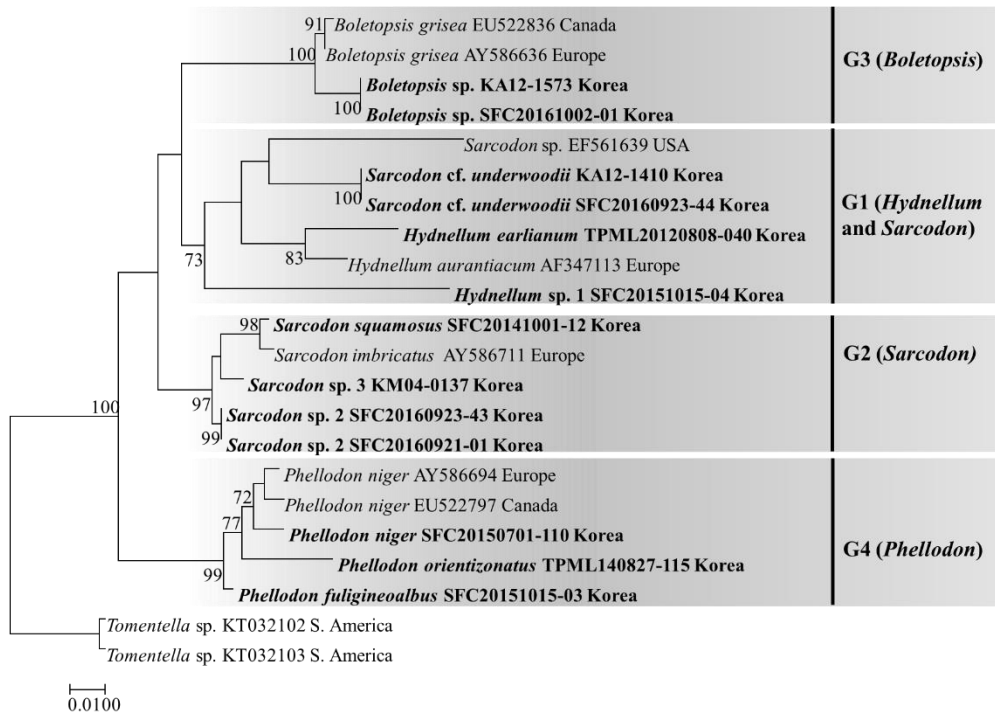 91
Boletopsis grisea EU522836 Canada
100
Boletopsis grisea AY586636 Europe
Boletopsis sp. KA12-1573 Korea
100
Boletopsis sp. SFC20161002-01 Korea
G3 (Boletopsis)
Sarcodon sp. EF561639 USA
Sarcodon cf. underwoodii KA12-1410 Korea
100
Sarcodon cf. underwoodii SFC20160923-44 Korea
Hydnellum earlianum TPML20120808-040 Korea
73
83
Hydnellum aurantiacum AF347113 Europe
Hydnellum sp. 1 SFC20151015-04 Korea
G1 (Hydnellum
and Sarcodon)
98
Sarcodon squamosus SFC20141001-12 Korea
Sarcodon imbricatus AY586711 Europe
Sarcodon sp. 3 KM04-0137 Korea
97
Sarcodon sp. 2 SFC20160923-43 Korea
99
Sarcodon sp. 2 SFC20160921-01 Korea
G2 (Sarcodon)
100
Phellodon niger AY586694 Europe
72
Phellodon niger EU522797 Canada
77
Phellodon niger SFC20150701-110 Korea
Phellodon orientizonatus TPML140827-115 Korea
99
Phellodon fuligineoalbus SFC20151015-03 Korea
G4 (Phellodon)
Tomentella sp. KT032102 S. America
Tomentella sp. KT032103 S. America
0.0100